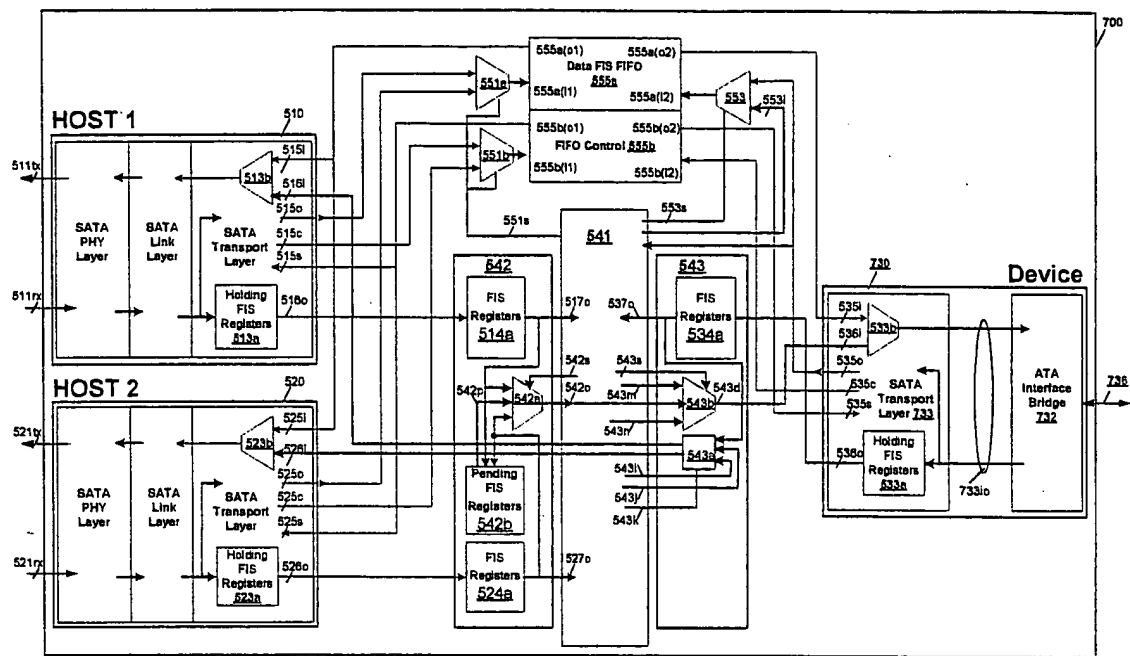 700
555a(o1)
555a(o2)
Data FIS FIFO
555a
555a(I1)
555a(I2)
551a
553
553i
555b(o1)
555b(o2)
FIFO Control 555b
555b(I1)
555b(I2)
551b
551s
553s
HOST 1
510
511tx
511rx
SATA
PHY
Layer
SATA
Link
Layer
SATA
Transport
Layer
513b
515i
516i
515o
515c
515s
Holding
FIS
Registers
513a
516o
HOST 2
520
521tx
521rx
SATA
PHY
Layer
SATA
Link
Layer
SATA
Transport
Layer
523b
525i
526i
525o
525c
525s
Holding
FIS
Registers
523a
526o
542
FIS
Registers
514a
517o
542s
542p
542a
542o
Pending
FIS
Registers
542b
FIS
Registers
524a
527o
541
543
537o
FIS
Registers
534a
543s
543m
543b
543d
543n
543a
543i
543j
543k
Device
730
535i
533b
536i
535o
535c
535s
SATA
Transport
Layer 733
Holding
FIS
Registers
533a
536o
733io
ATA
Interface
Bridge
732
736